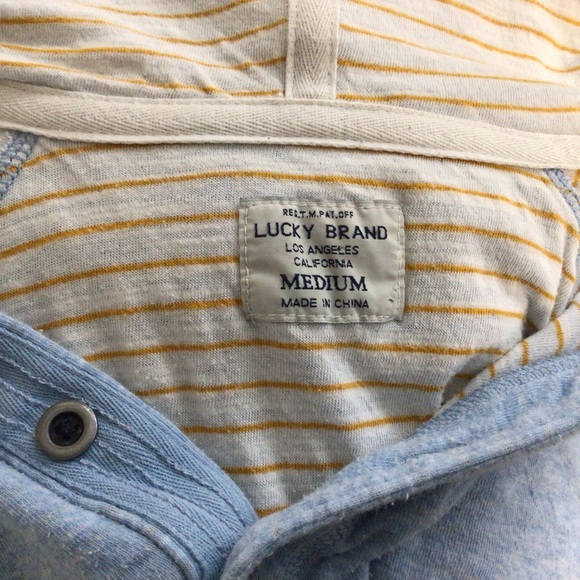 REG.T.M.PAT.OFF
LUCKY BRAND
LOS ANGELES
CALIFORNIA
MEDIUM
MADE IN CHINA